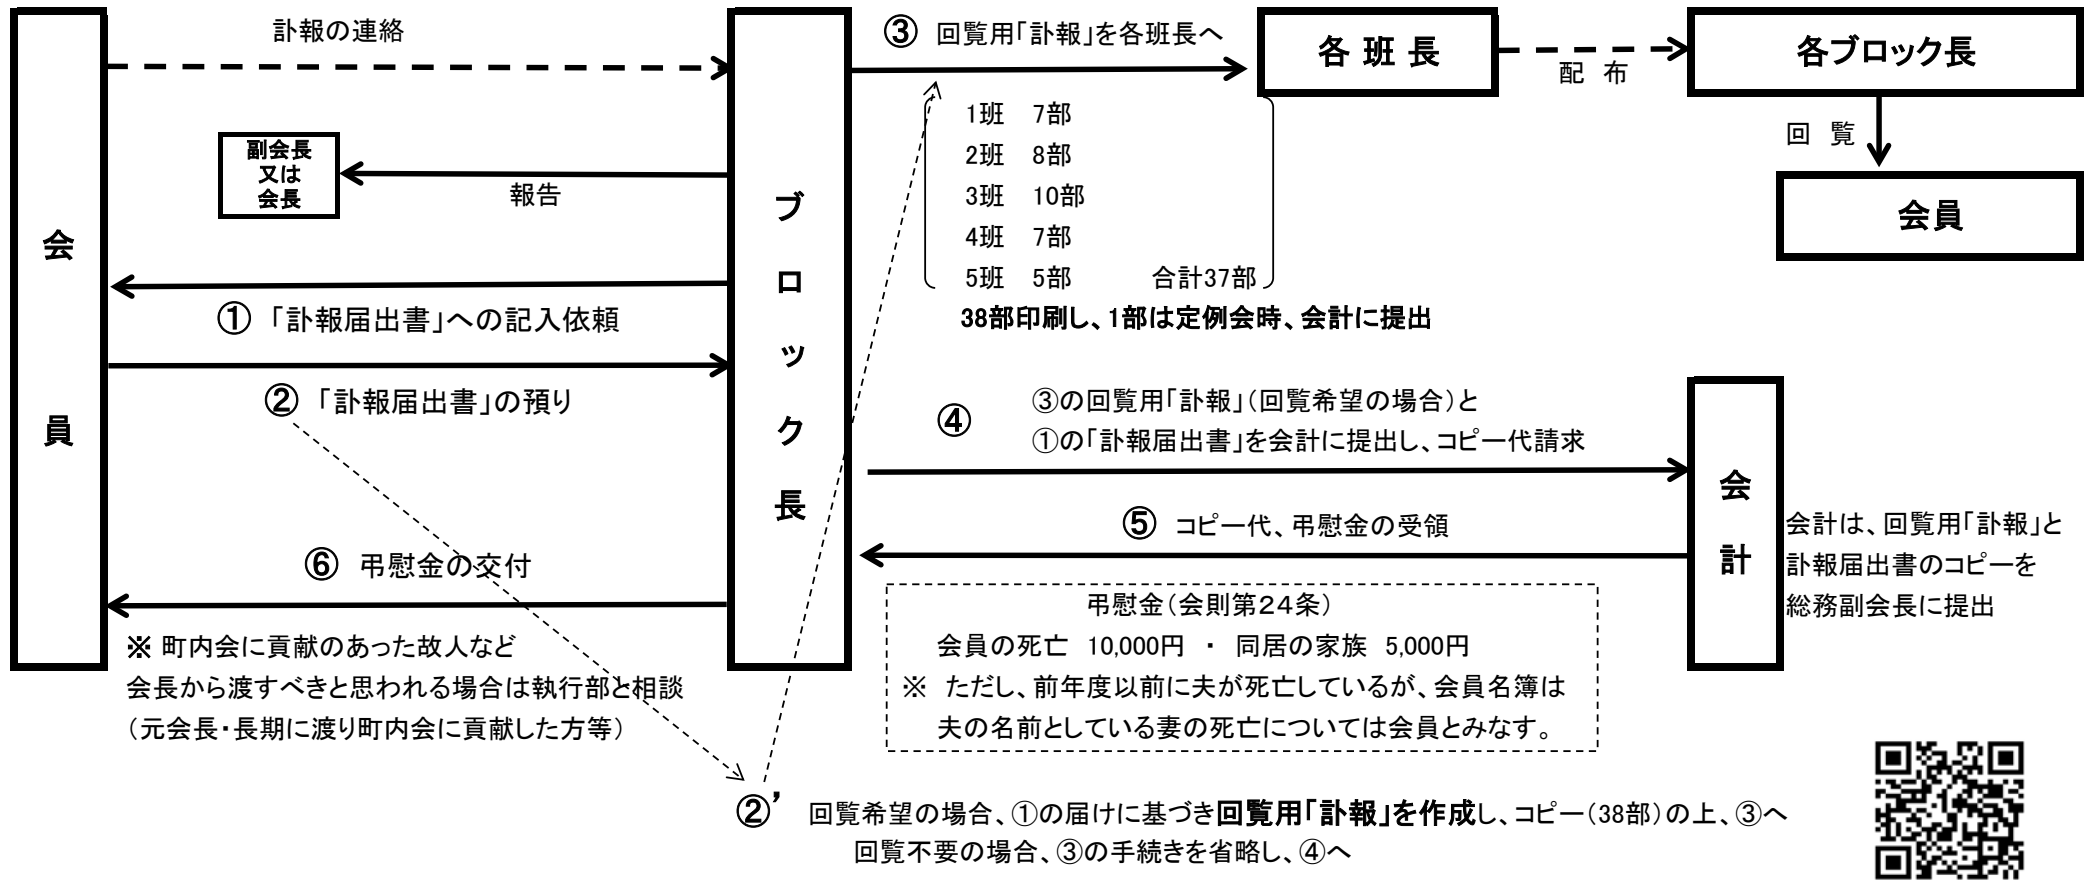 訃報の連絡
③ 回覧用「訃報」を各班長へ
各 班 長
配 布
各ブロック長
回 覧
会員
副会長
又は
会長
報告
会員
ブロック長
1班 7部
2班 8部
3班 10部
4班 7部
5班 5部 合計37部
38部印刷し、1部は定例会時、会計に提出
① 「訃報届出書」への記入依頼
② 「訃報届出書」の預り
④ ③の回覧用「訃報」（回覧希望の場合）と
①の「訃報届出書」を会計に提出し、コピー代請求
会計
⑤ コピー代、弔慰金の受領
会計は、回覧用「訃報」と
訃報届出書のコピーを
総務副会長に提出
⑥ 弔慰金の交付
※ 町内会に貢献のあった故人など
会長から渡すべきと思われる場合は執行部と相談
（元会長・長期に渡り町内会に貢献した方等）
弔慰金（会則第２４条）
会員の死亡 10,000円 ・ 同居の家族 5,000円
※ ただし、前年度以前に夫が死亡しているが、会員名簿は
夫の名前としている妻の死亡については会員とみなす。
②’ 回覧希望の場合、①の届けに基づき回覧用「訃報」を作成し、コピー（38部）の上、③へ
回覧不要の場合、③の手続きを省略し、④へ